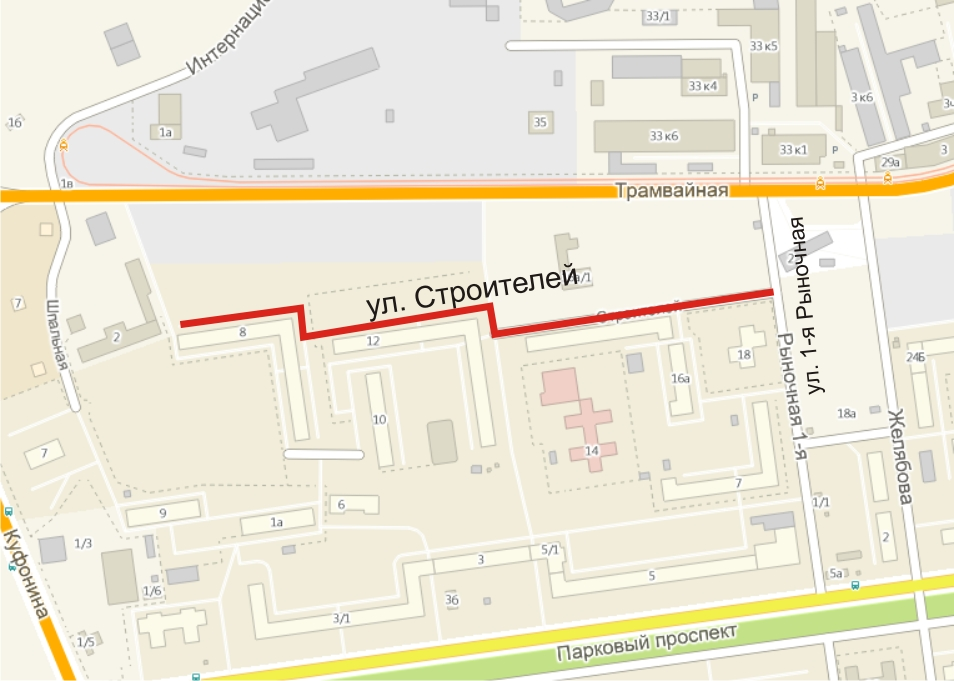 Интернацио
33/1
33 к5
33 к4
3 к6
16
1а
35
33 к6
33 к1
Р
Р
3
29а
1в
Трамвайная
ул. Строителей
Строителей
ул. 1-я Рыночная
Рыночная 1-я
7
Шпальная
2
8
12
10
18
16а
24Б
14
18а
Желябова
7
7
9
1а
6
1/1
2
Куфонина
1/3
1/6
3
5/1
5
5а
3/1
3б
1/5
Парковый проспект